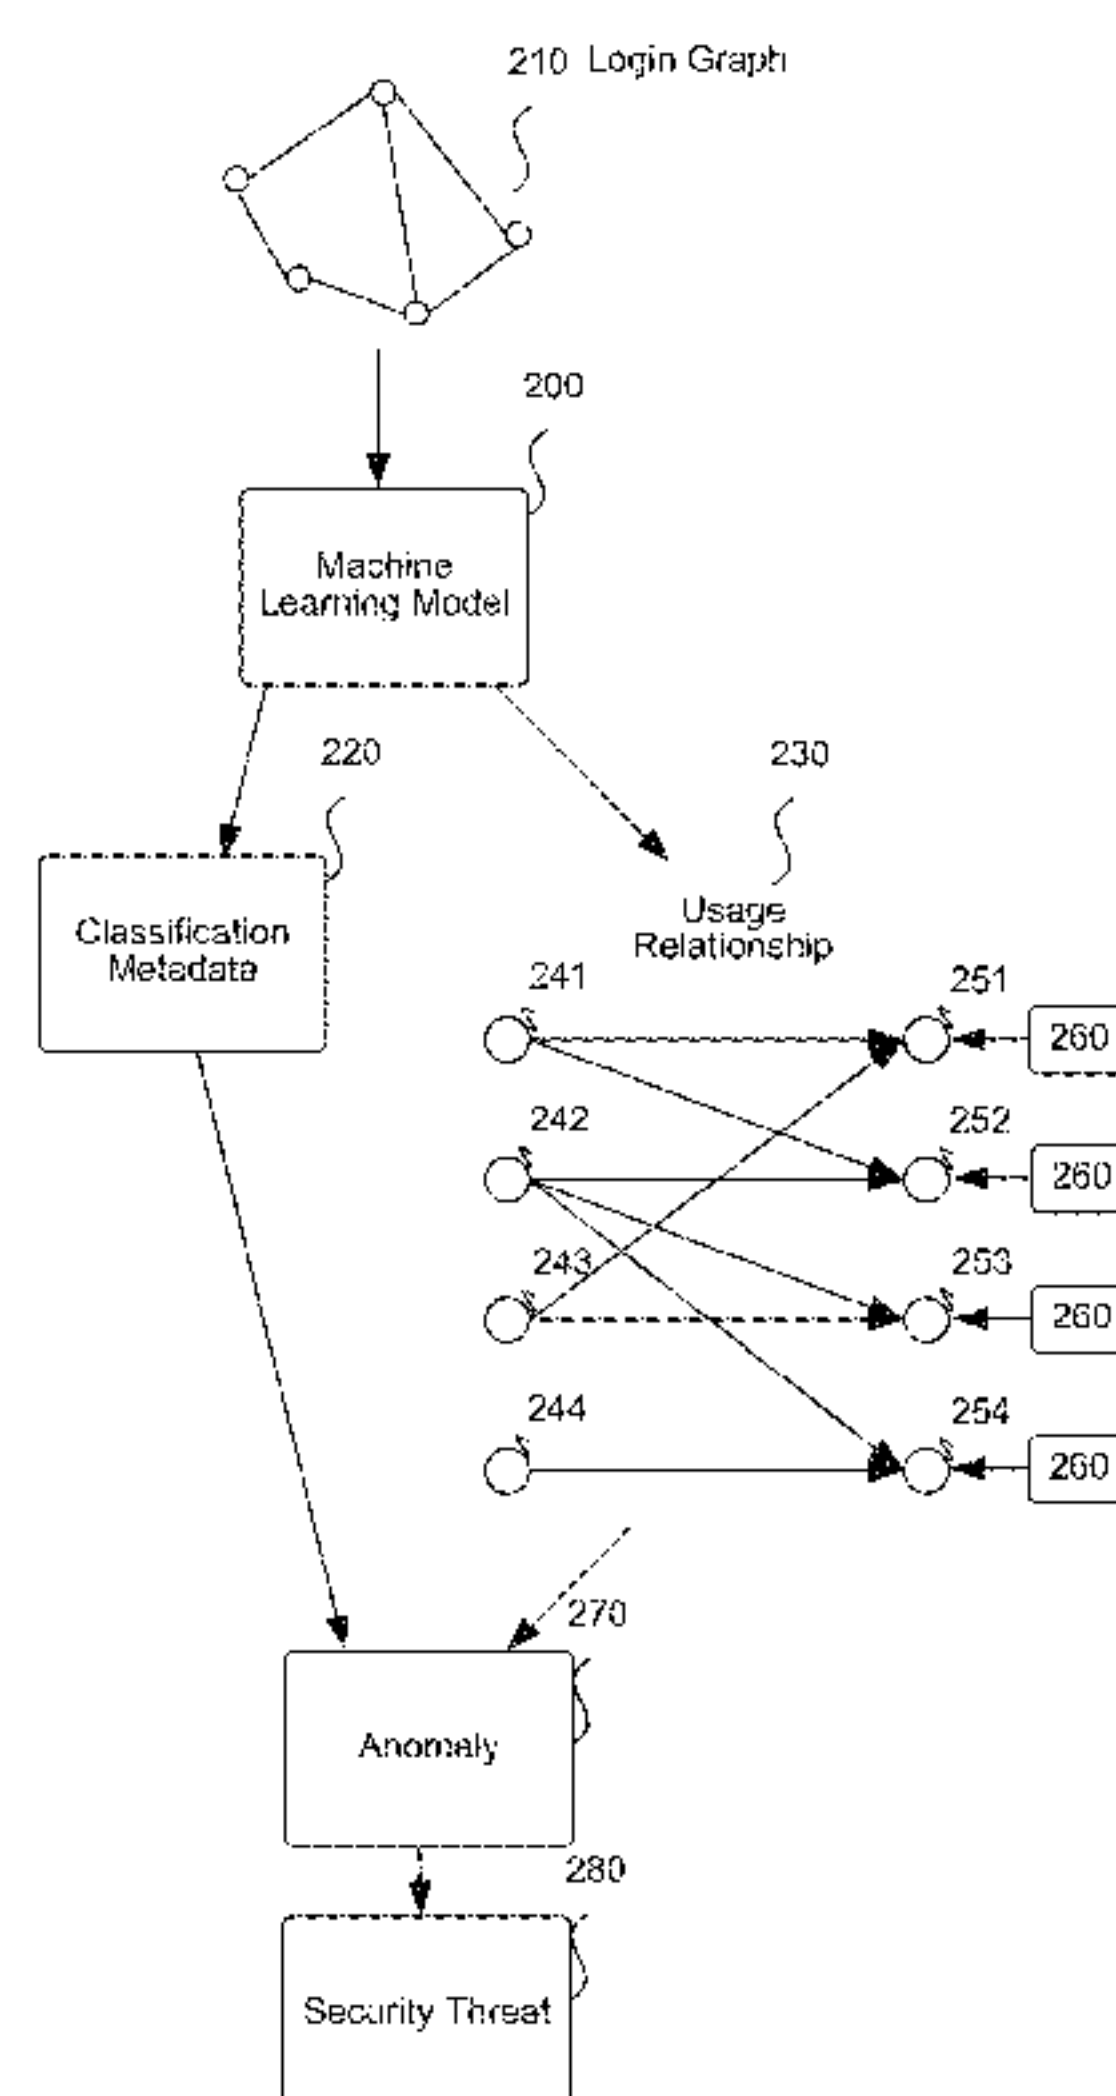 210 Login Graph
200
Machine
Learning Model
220
230
Classification
Metadata
Usage
Relationship
241
251
260
242
252
260
243
253
260
244
254
260
270
Anomaly
280
Security Threat